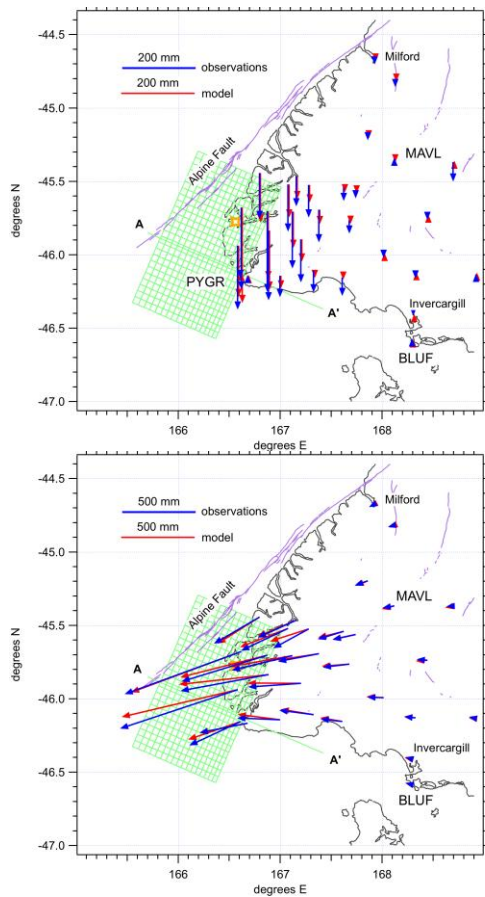 -44.5
200 mm
observations
200 mm
model
Milford
-45.0
Alpine Fault
MAVL
degrees N
-45.5
A
-46.0
PYGR
A'
Invercargill
-46.5
BLUF
-47.0
166 167 168
degrees E
-44.5
500 mm
observations
500 mm
model
Milford
-45.0
Alpine Fault
MAVL
degrees N
-45.5
A
-46.0
A'
Invercargill
-46.5
BLUF
-47.0
166 167 168
degrees E